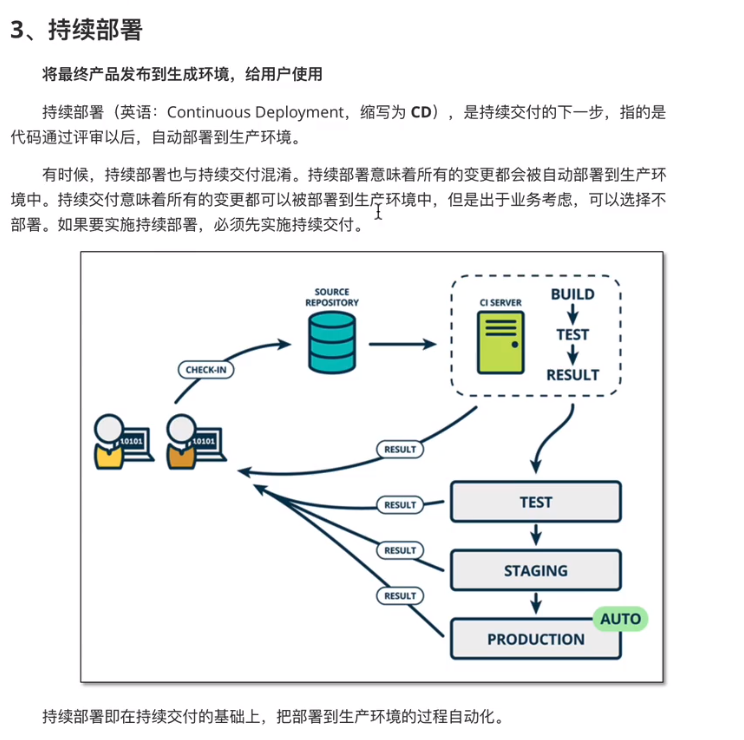 3、持续部署
将最终产品发布到生成环境，给用户使用
持续部署（英语：Continuous Deployment，缩写为 CD），是持续交付的下一步，指的是
代码通过评审以后，自动部署到生产环境。
有时候，持续部署也与持续交付混淆。持续部署意味着所有的变更都会被自动部署到生产环
境中。持续交付意味着所有的变更都可以被部署到生产环境中，但是出于业务考虑，可以选择不
部署。如果要实施持续部署，必须先实施持续交付。
SOURCE
REPOSITORY
CI SERVER
BUILD
TEST
RESULT
CHECK-IN
10101
10101
RESULT
RESULT
TEST
RESULT
STAGING
RESULT
AUTO
PRODUCTION
持续部署即在持续交付的基础上，把部署到生产环境的过程自动化。